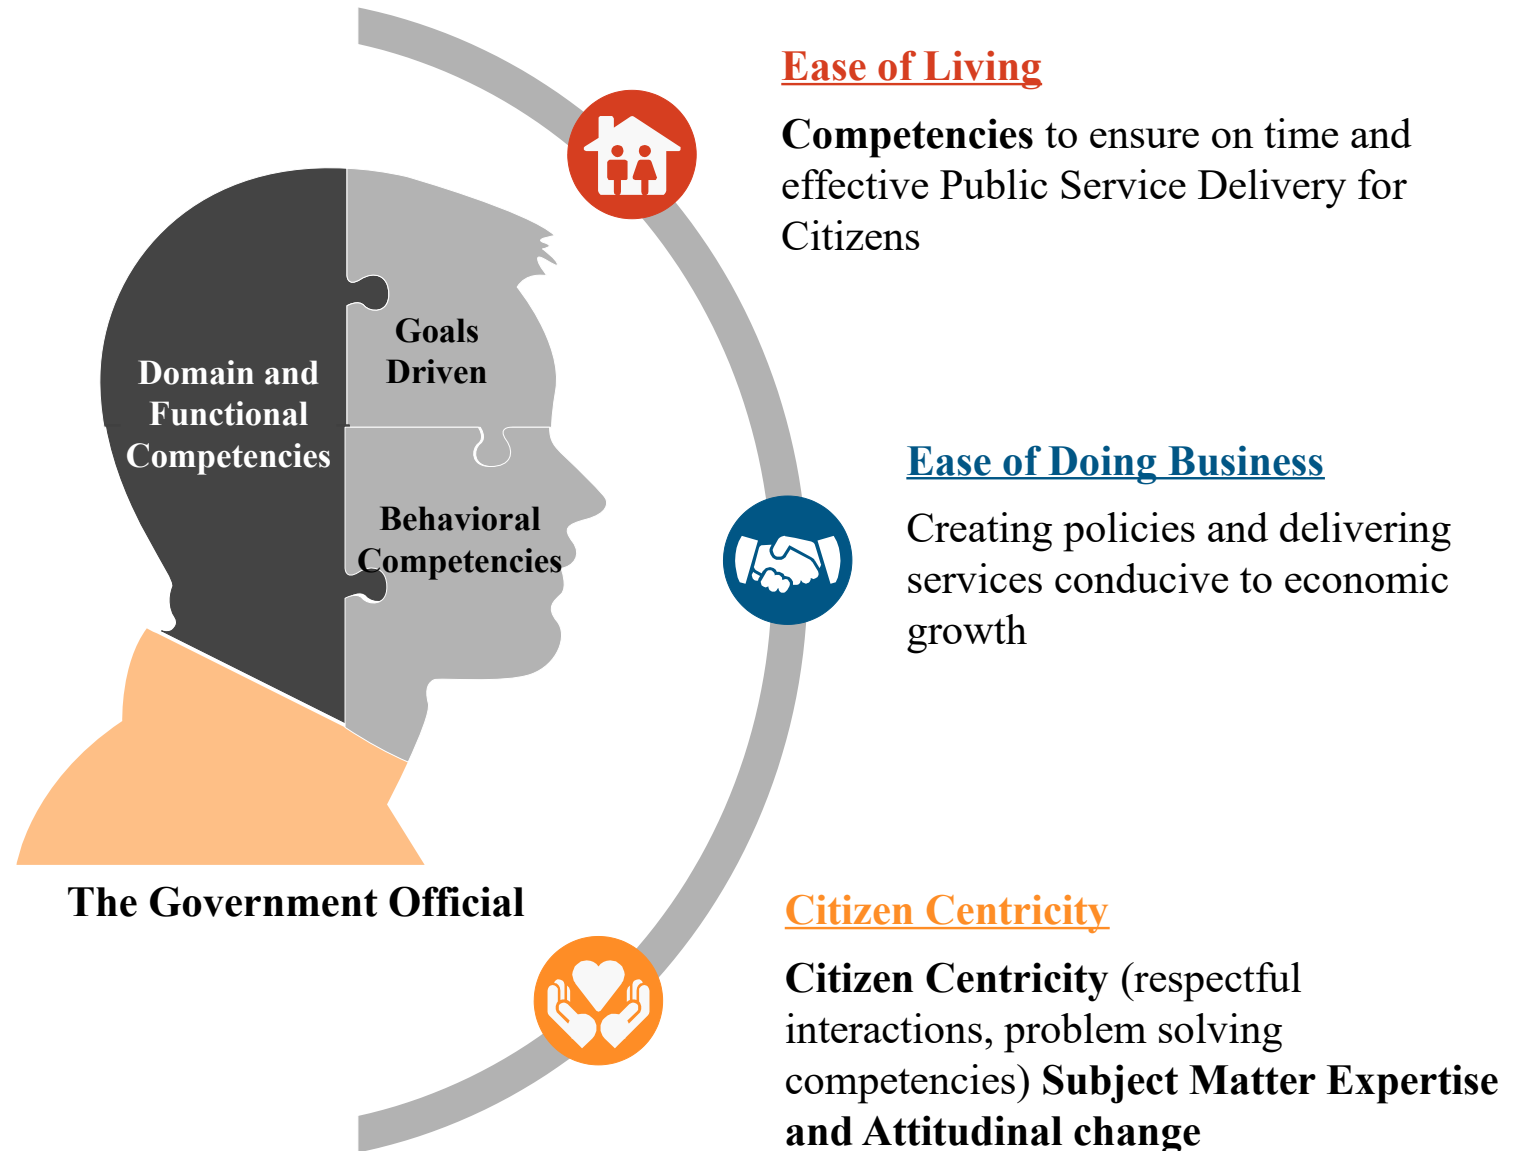 Ease of Living
Competencies to ensure on time and
effective Public Service Delivery for
Citizens
Goals
Driven
Domain and
Functional
Competencies
Behavioral
Competencies
Ease of Doing Business
Creating policies and delivering
services conducive to economic
growth
The Government Official
Citizen Centricity
Citizen Centricity (respectful
interactions, problem solving
competencies) Subject Matter Expertise
and Attitudinal change